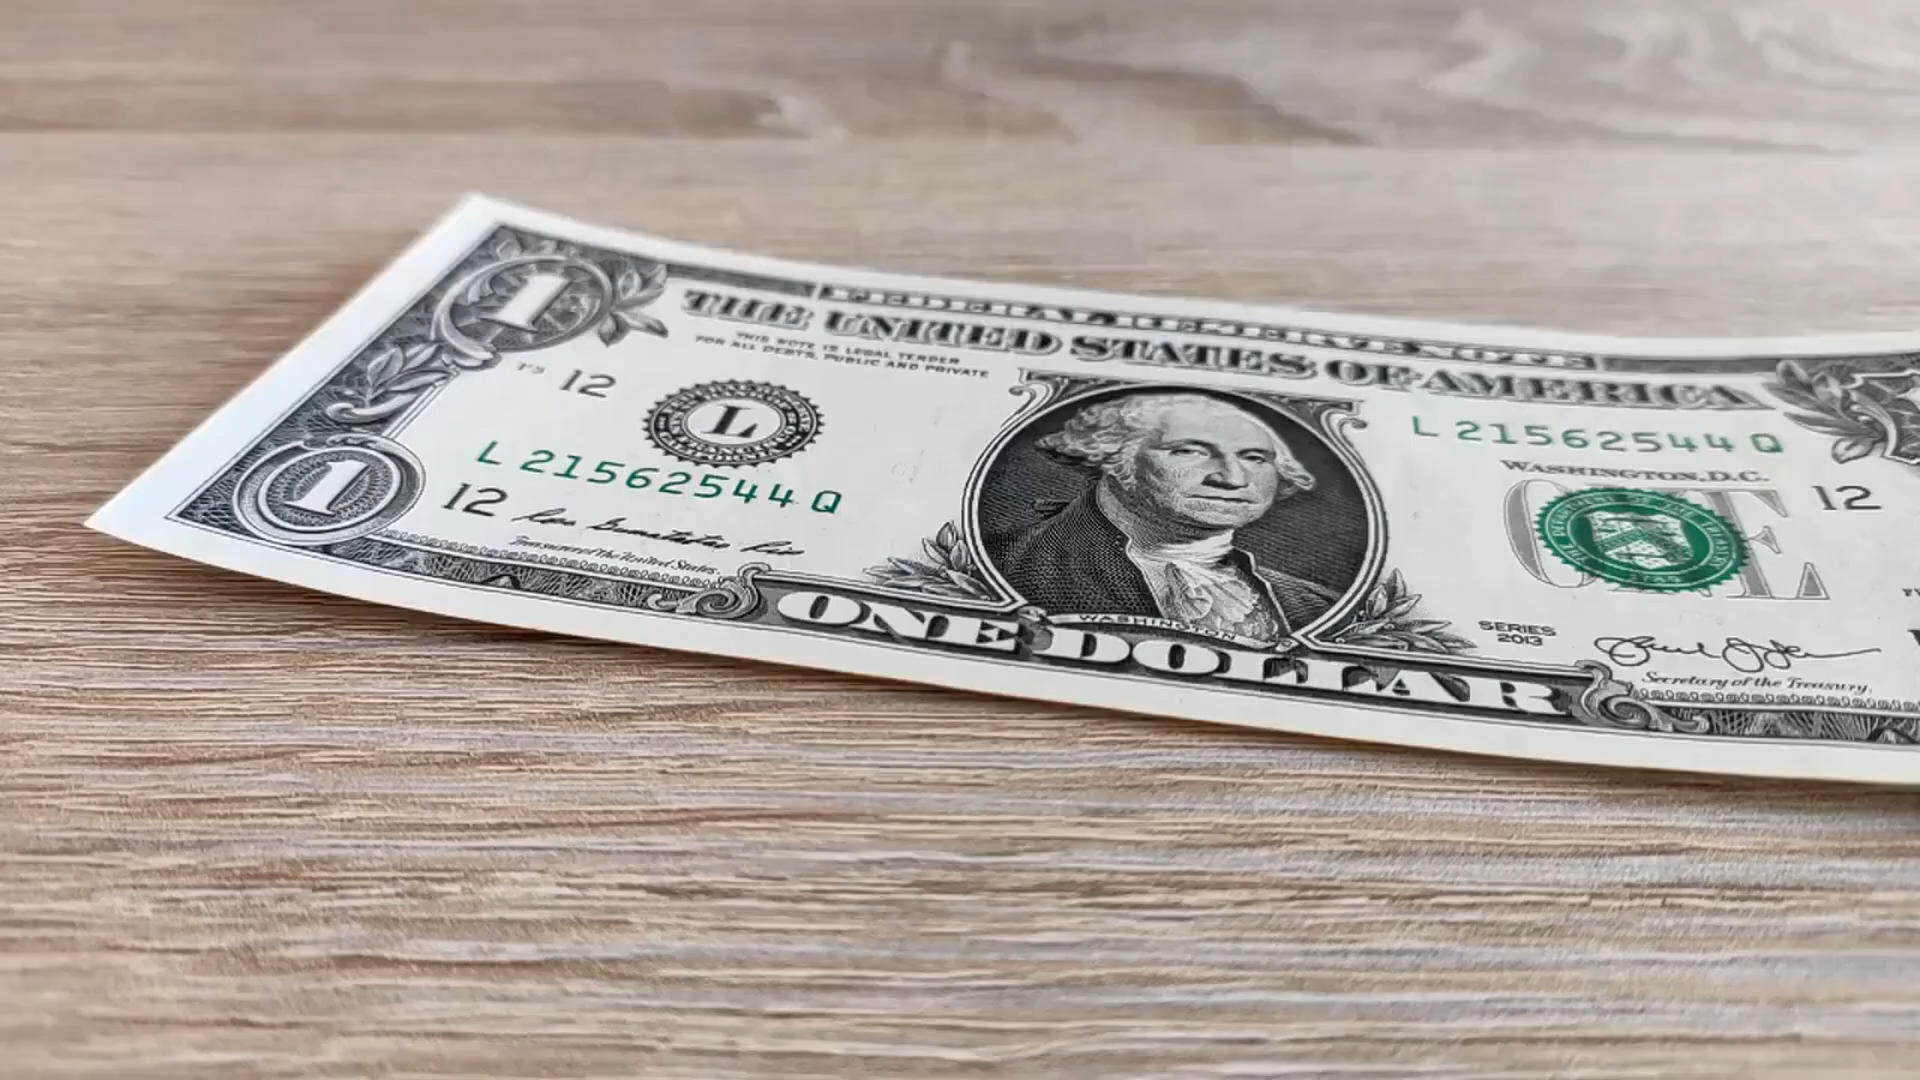 FEDERAL RESERVE NOTE
THE UNITED STATES OF AMERICA
THIS NOTE IS LEGAL TENDER
FOR ALL DEBTS, PUBLIC AND PRIVATE
1
12
L
L 21562544 Q
L 21562544 Q
WASHINGTON, D.C.
12
12
1
Treasurer of the United States.
WASHINGTON
ONE
SERIES
2013
Secretary of the Treasury.
ONE DOLLAR